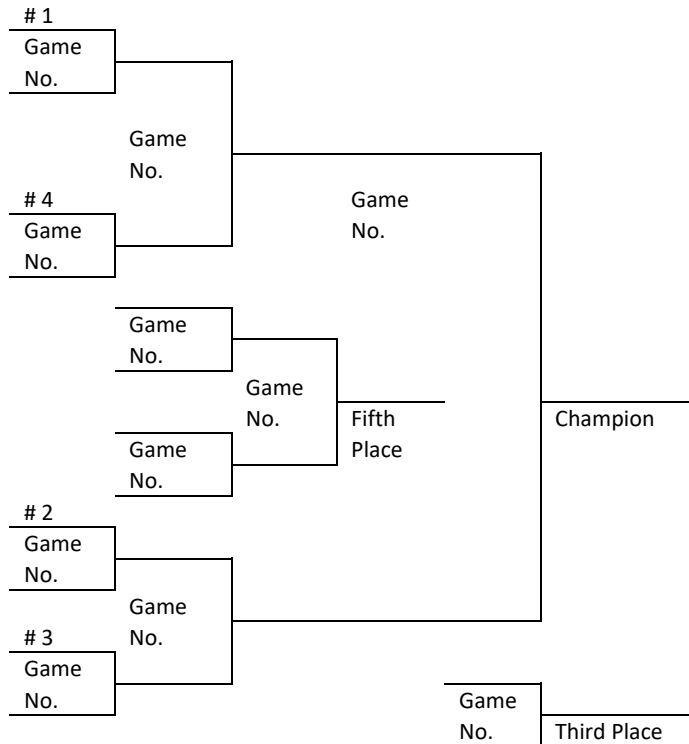 # 1
Game
No.
Game
No.
# 4
Game
No.
Game
No.
Game
No.
Game
No.
Fifth
Place
Champion
Game
No.
# 2
Game
No.
Game
No.
# 3
Game
No.
Game
No.
Third Place